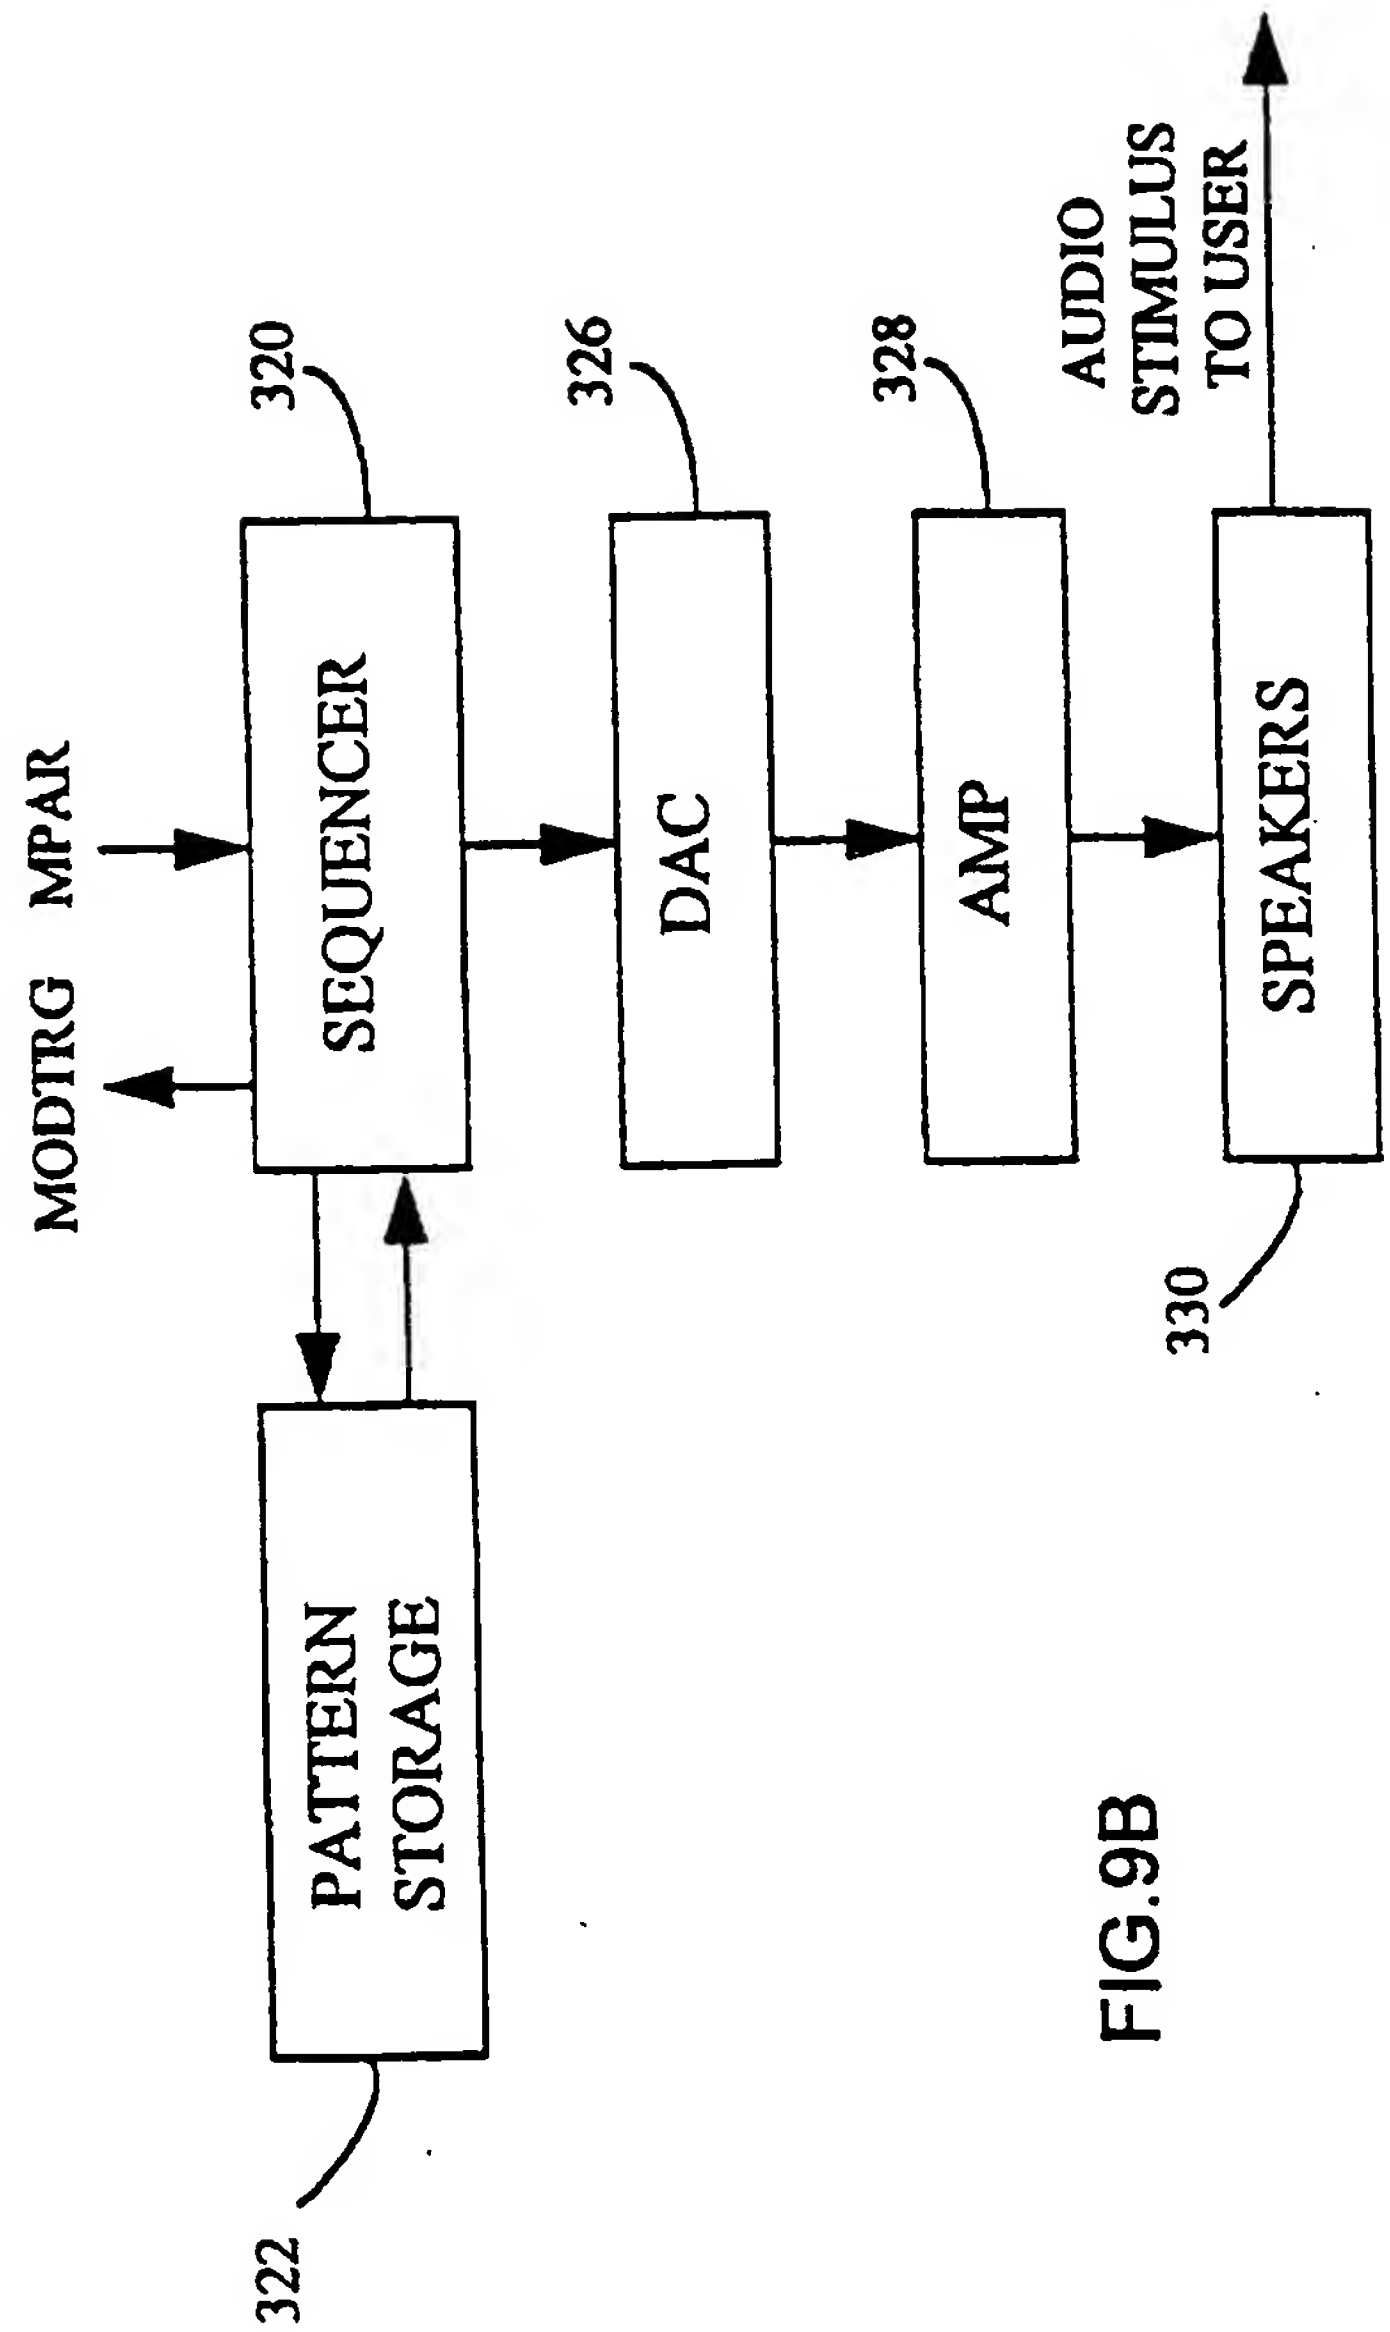 MODTRG MPAR
320
SEQUENCER
322
PATTERN
STORAGE
326
DAC
328
AMP
AUDIO
STIMULUS
TO USER
330
SPEAKERS
FIG.9B